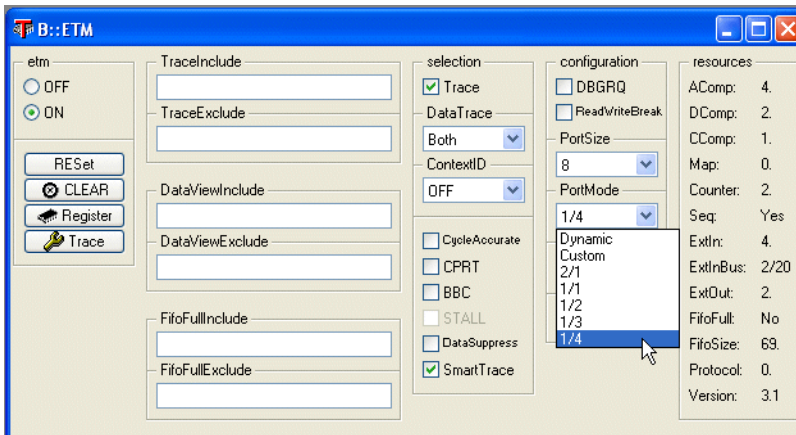 B::ETM
etm
OFF
ON
RESet
CLEAR
Register
Trace
TraceInclude
TraceExclude
DataViewInclude
DataViewExclude
FifoFullInclude
FifoFullExclude
selection
Trace
DataTrace
Both
ContextID
OFF
CycleAccurate
CPRT
BBC
STALL
DataSuppress
SmartTrace
configuration
DBGRQ
ReadWriteBreak
PortSize
8
PortMode
1/4
Dynamic
Custom
2/1
1/1
1/2
1/3
1/4
resources
AComp: 4.
DComp: 2.
CComp: 1.
Map: 0.
Counter: 2.
Seq: Yes
ExtIn: 4.
ExtInBus: 2/20
ExtOut: 2.
FifoFull: No
FifoSize: 69.
Protocol: 0.
Version: 3.1